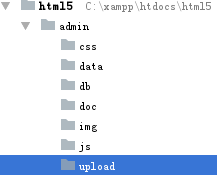 html5 C:\xampp\htdocs\html5
admin
css
data
db
doc
img
js
upload